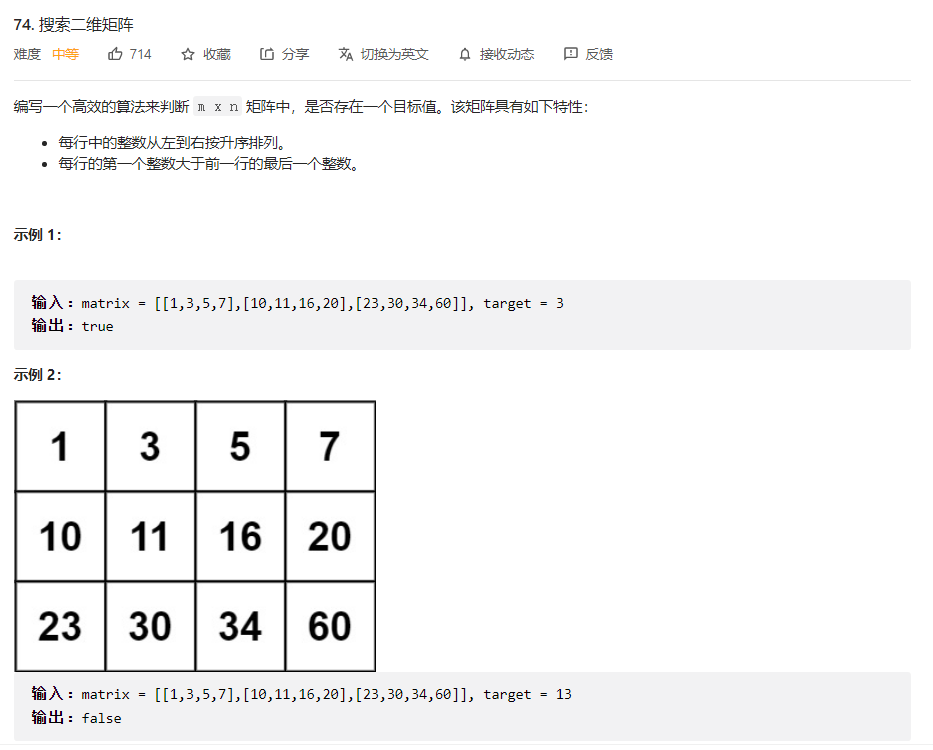 74. 搜索二维矩阵
难度 中等 714 收藏 分享 切换为英文 接收动态 反馈
编写一个高效的算法来判断 m x n 矩阵中，是否存在一个目标值。该矩阵具有如下特性：
• 每行中的整数从左到右按升序排列。
• 每行的第一个整数大于前一行的最后一个整数。
示例 1：
输入：matrix = [[1,3,5,7],[10,11,16,20],[23,30,34,60]], target = 3
输出：true
示例 2：
1 3 5 7
10 11 16 20
23 30 34 60
输入：matrix = [[1,3,5,7],[10,11,16,20],[23,30,34,60]], target = 13
输出：false